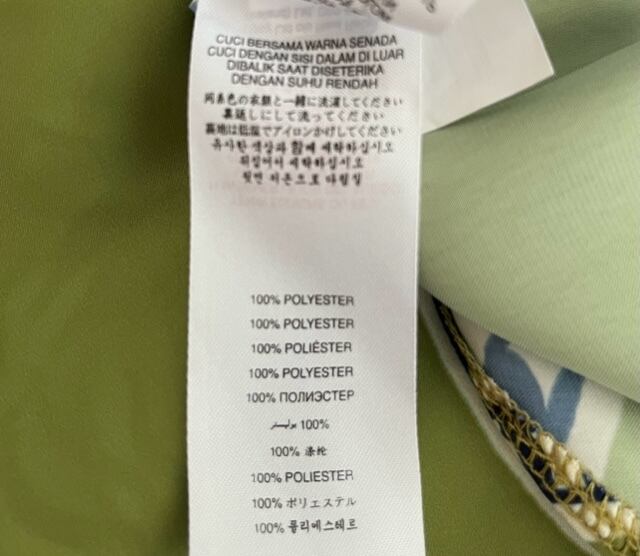 CUCI BERSAMA WARNA SENADA
CUCI DENGAN SISI DALAM DI LUAR
DIBALIK SAAT DISETERIKA
DENGAN SUHU RENDAH
同系色の衣類と一緒に洗濯してください
裏返しにして洗ってください
裏地は低温でアイロンかけしてください
유사한 색상과 함께 세탁하십시오
뒤집어서 세탁하십시오
뒷면 저온으로 다림질
100% POLYESTER
100% POLYESTER
100% POLIÉSTER
100% POLYESTER
100% ПОЛИЭСТЕР
100% بوليستر
100% 涤纶
100% POLIESTER
100% ポリエステル
100% 폴리에스테르